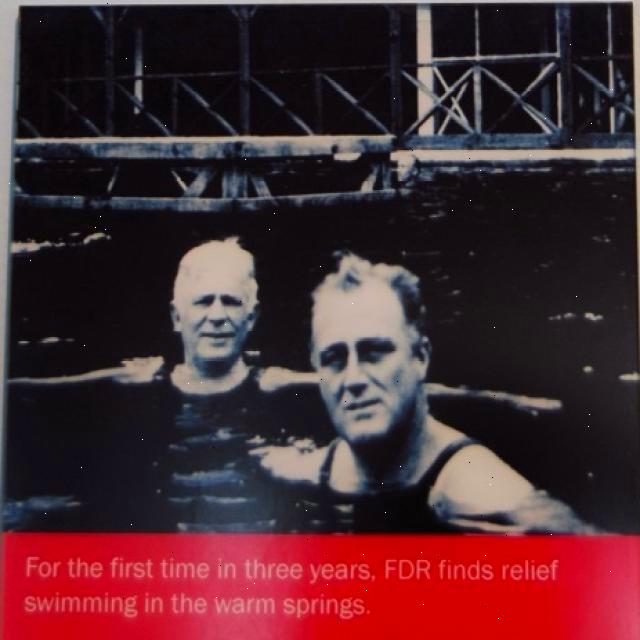 For the first time in three years, FDR finds relief
swimming in the warm springs.